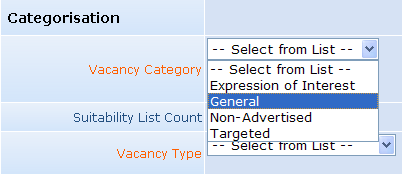 Categorisation
Vacancy Category
-- Select from List --
-- Select from List --
Expression of Interest
General
Non-Advertised
Targeted
Suitability List Count
Vacancy Type
-- Select from List --